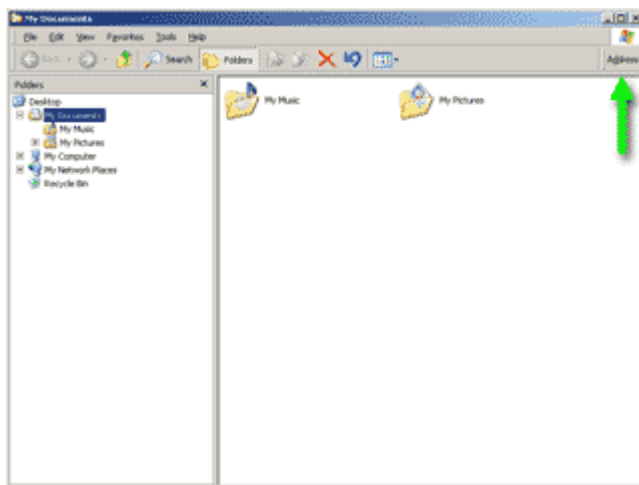 My Documents
File Edit View Favorites Tools Help
Back Search Folders Address
Folders
Desktop
My Documents
My Music
My Pictures
My Computer
My Network Places
Recycle Bin
My Music
My Pictures